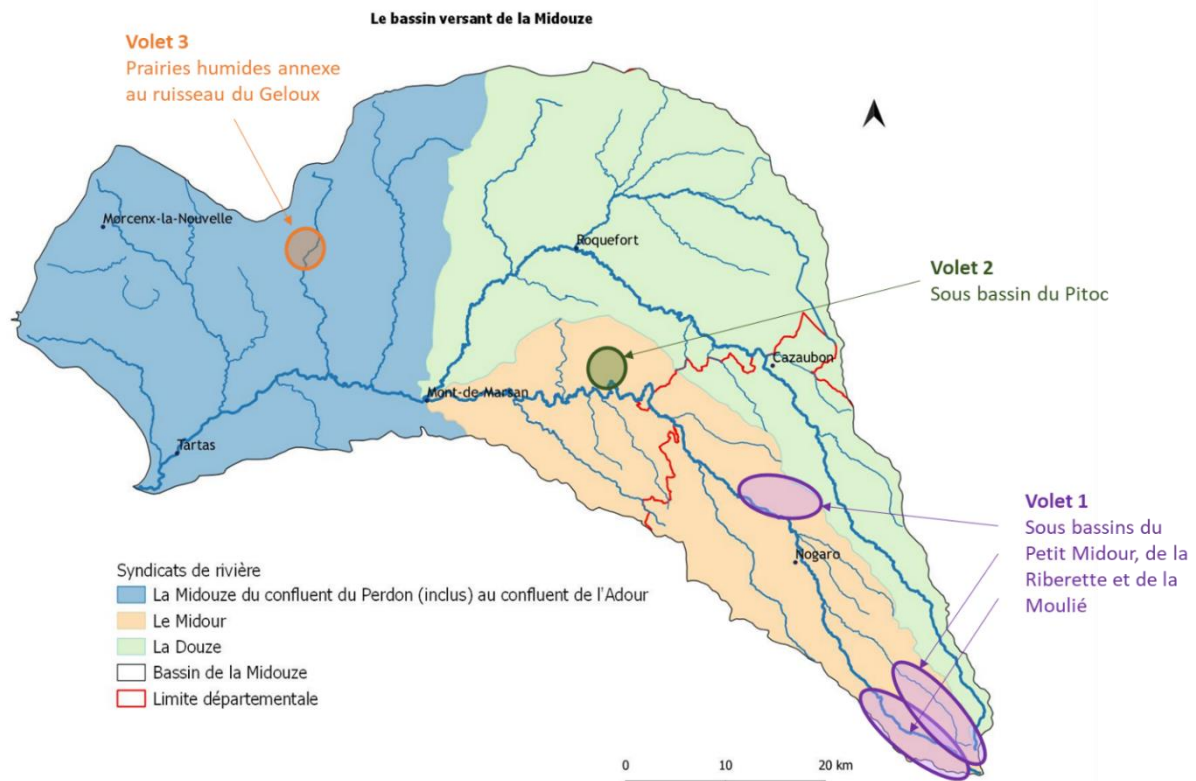 Le bassin versant de la Midouze
Volet 3
Prairies humides annexe
au ruisseau du Geloux
Morcenx-la-Nouvelle
Roquefort
Volet 2
Sous bassin du Pitoc
Cazaubon
Mont-de-Marsan
Tartas
Nogaro
Volet 1
Sous bassins du
Petit Midour, de la
Riberette et de la
Moulié
Syndicats de rivière
La Midouze du confluent du Perdon (inclus) au confluent de l'Adour
Le Midour
La Douze
Bassin de la Midouze
Limite départementale
0 10 20 km